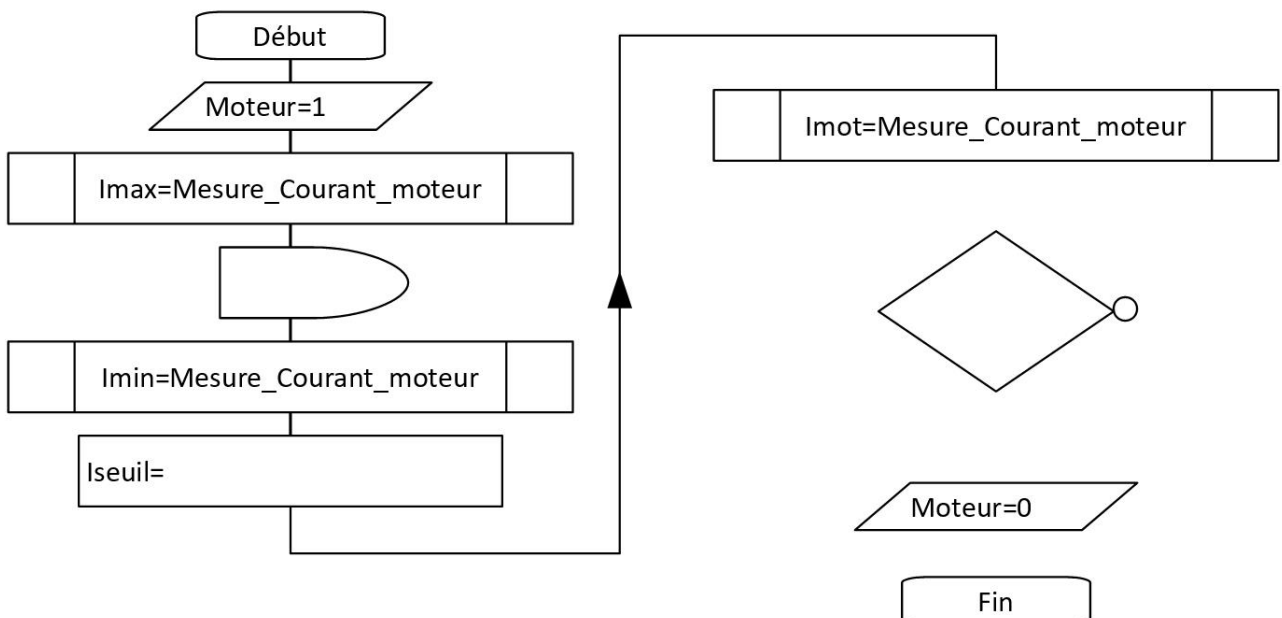 Début
Moteur=1
Imax=Mesure_Courant_moteur
Imin=Mesure_Courant_moteur
Iseuil=
Imot=Mesure_Courant_moteur
Moteur=0
Fin